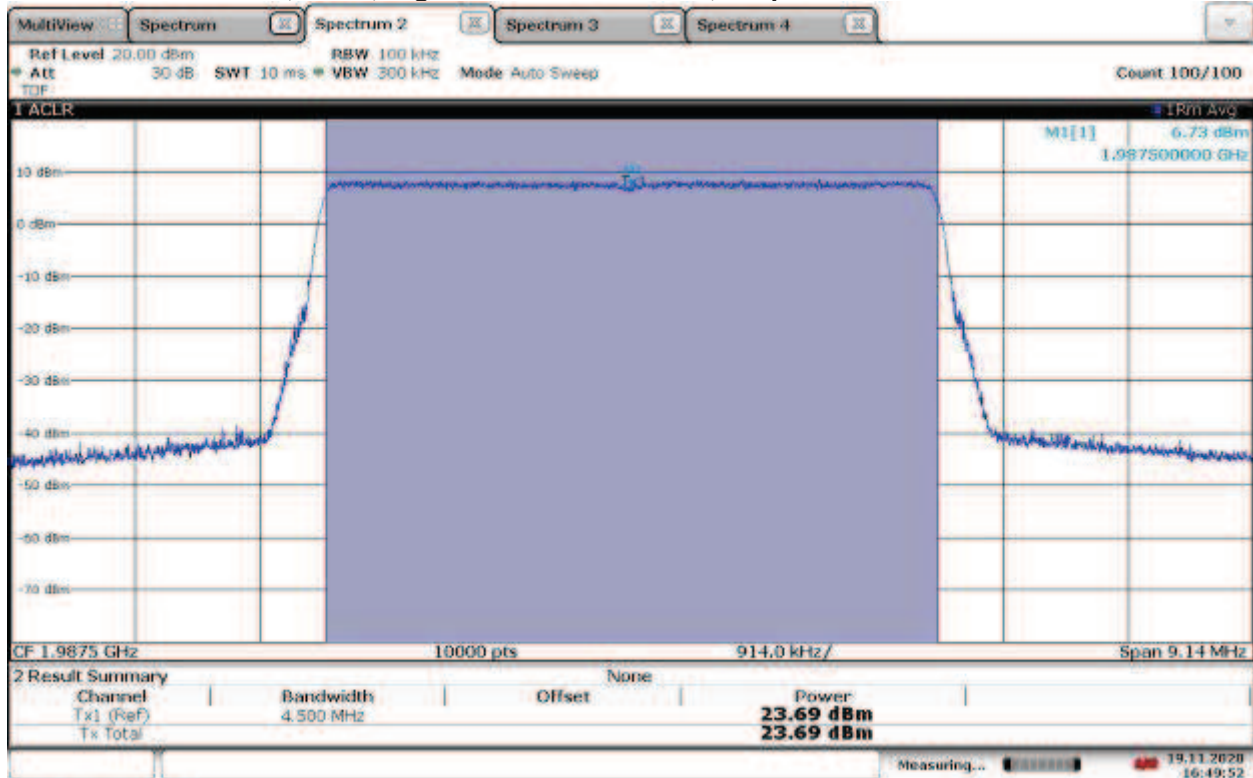 MultiView Spectrum Spectrum 2 Spectrum 3 Spectrum 4
Ref Level 20.00 dBm RBW 100 kHz
Att 30 dB SWT 10 ms VBW 300 kHz Mode Auto Sweep Count 100/100
TDF
1 ACLR 1Rm Avg
M1[1] 6.73 dBm
1.987500000 GHz
10 dBm
Tx1
0 dBm
-10 dBm
-20 dBm
-30 dBm
-40 dBm
-50 dBm
-60 dBm
-70 dBm
CF 1.9875 GHz 10000 pts 914.0 kHz/ Span 9.14 MHz
2 Result Summary None
Channel Bandwidth Offset Power
Tx1 (Ref) 4.500 MHz 23.69 dBm
Tx Total 23.69 dBm
Measuring... 19.11.2020
16:49:52